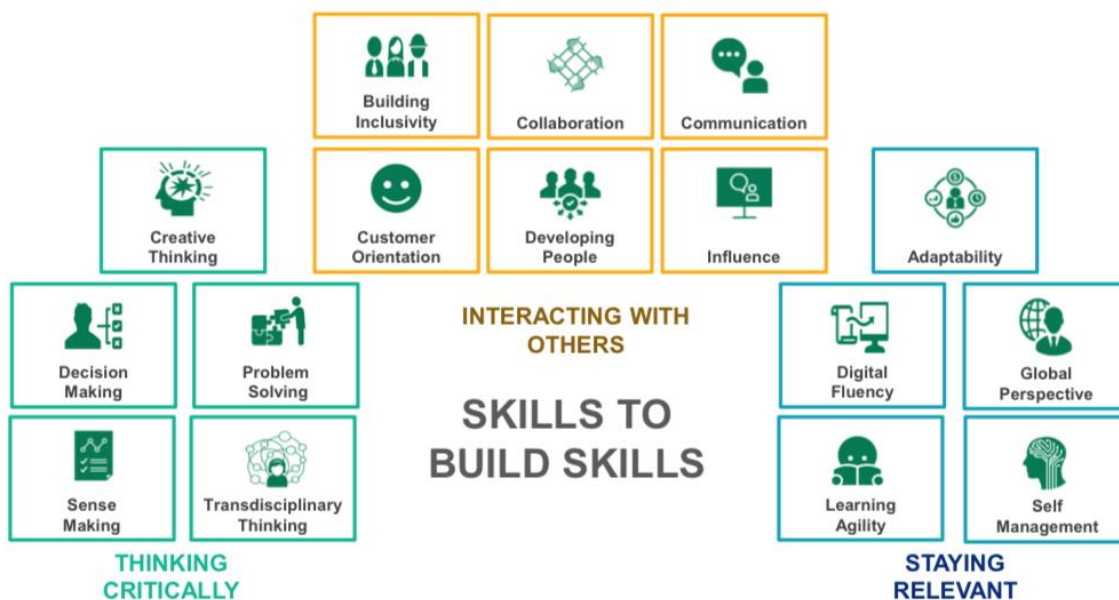 Building
Inclusivity
Collaboration
Communication
Creative
Thinking
Customer
Orientation
Developing
People
Influence
Adaptability
Decision
Making
Problem
Solving
INTERACTING WITH
OTHERS
Digital
Fluency
Global
Perspective
SKILLS TO
BUILD SKILLS
Sense
Making
Transdisciplinary
Thinking
Learning
Agility
Self
Management
THINKING
CRITICALLY
STAYING
RELEVANT